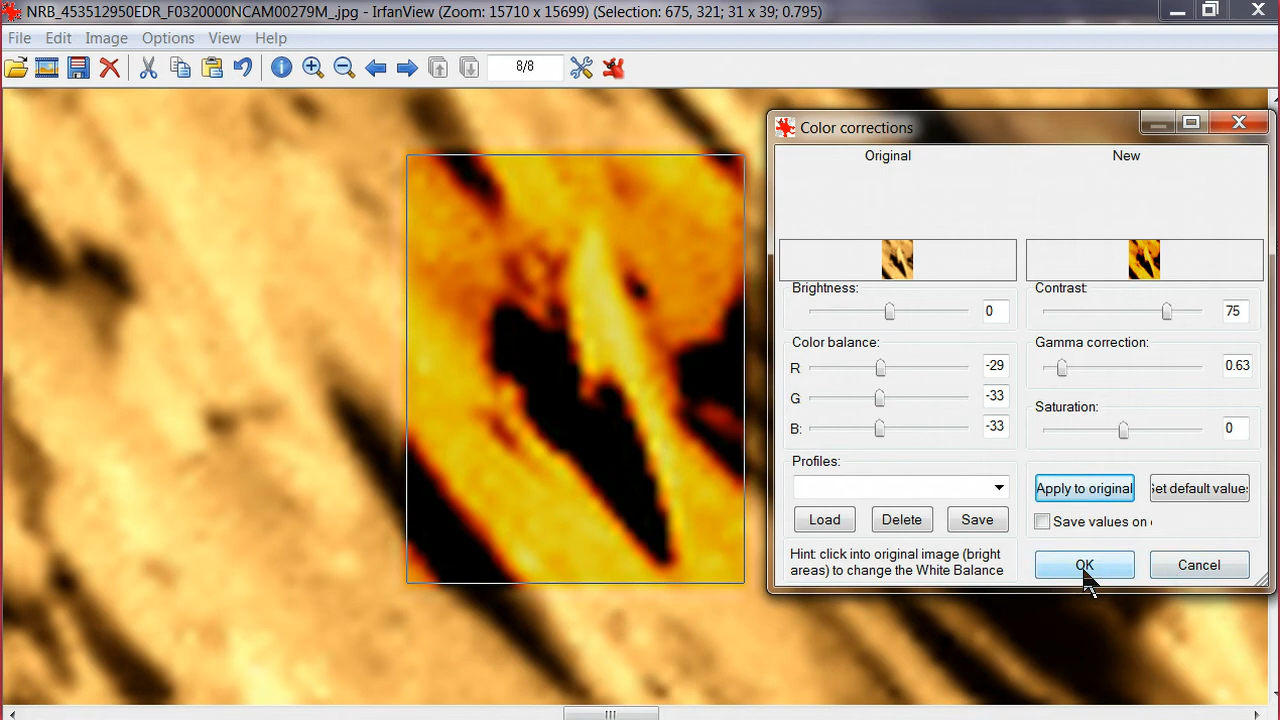 NRB_453512950EDR_F0320000NCAM00279M_.jpg - IrfanView (Zoom: 15710 x 15699) (Selection: 675, 321; 31 x 39; 0.795)
File Edit Image Options View Help
8/8
Color corrections
Original New
Brightness: Contrast:
0 75
Color balance: Gamma correction:
R -29 0.63
G -33
B: -33
Saturation:
0
Profiles:
Apply to original Set default value:
Load Delete Save
Save values on
Hint: click into original image (bright
areas) to change the White Balance
OK Cancel